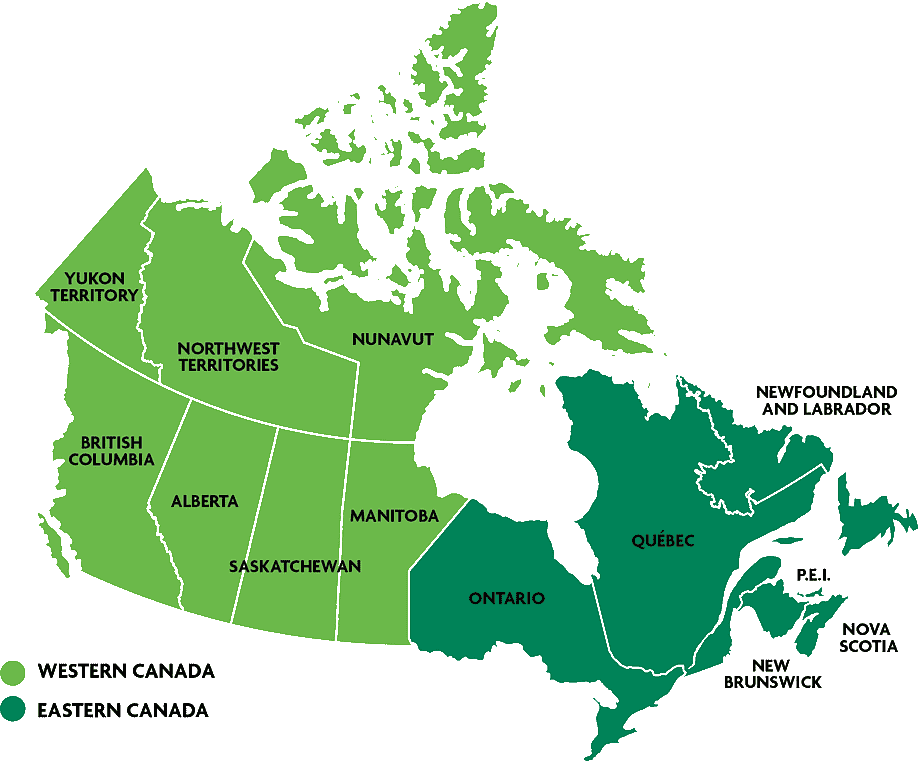 YUKON
TERRITORY
NORTHWEST
TERRITORIES
NUNAVUT
NEWFOUNDLAND
AND LABRADOR
BRITISH
COLUMBIA
ALBERTA
MANITOBA
SASKATCHEWAN
QUÉBEC
ONTARIO
P.E.I.
NOVA
SCOTIA
NEW
BRUNSWICK
WESTERN CANADA
EASTERN CANADA